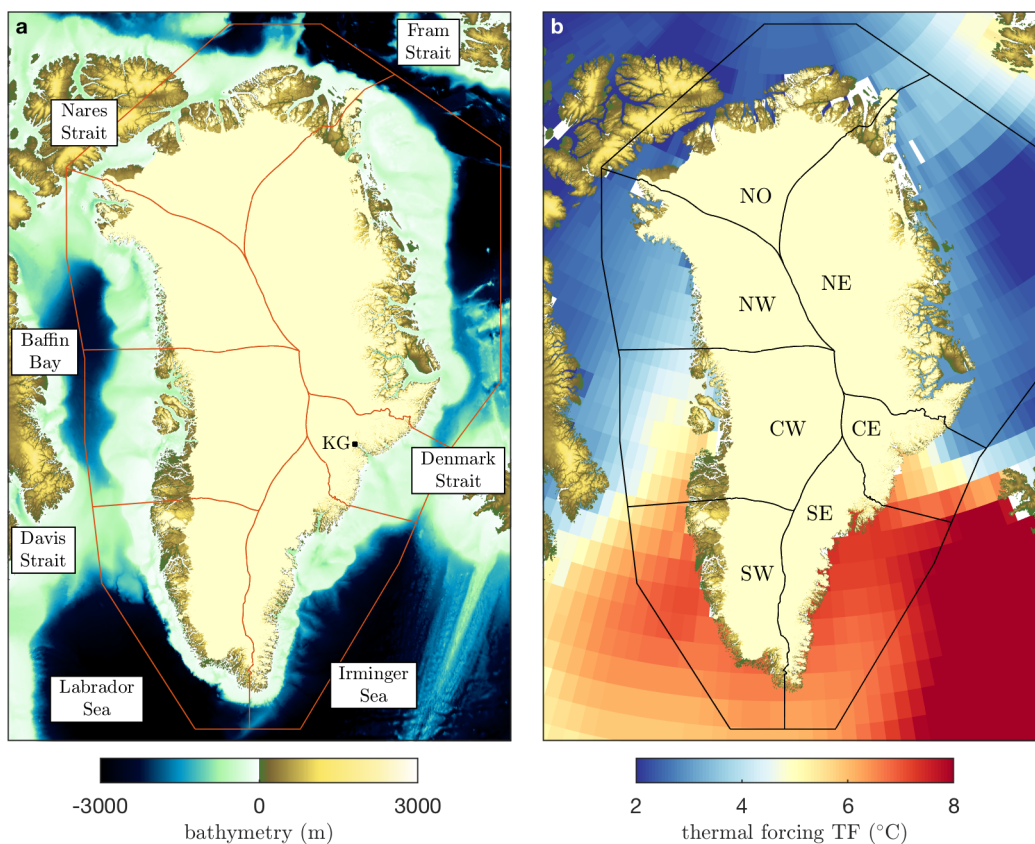 a
Fram
Strait
Nares
Strait
Baffin
Bay
KG
Denmark
Strait
Davis
Strait
Labrador
Sea
Irminger
Sea
-3000
0
3000
bathymetry (m)
b
NO
NE
NW
CW
CE
SE
SW
2
4
6
8
thermal forcing TF (°C)